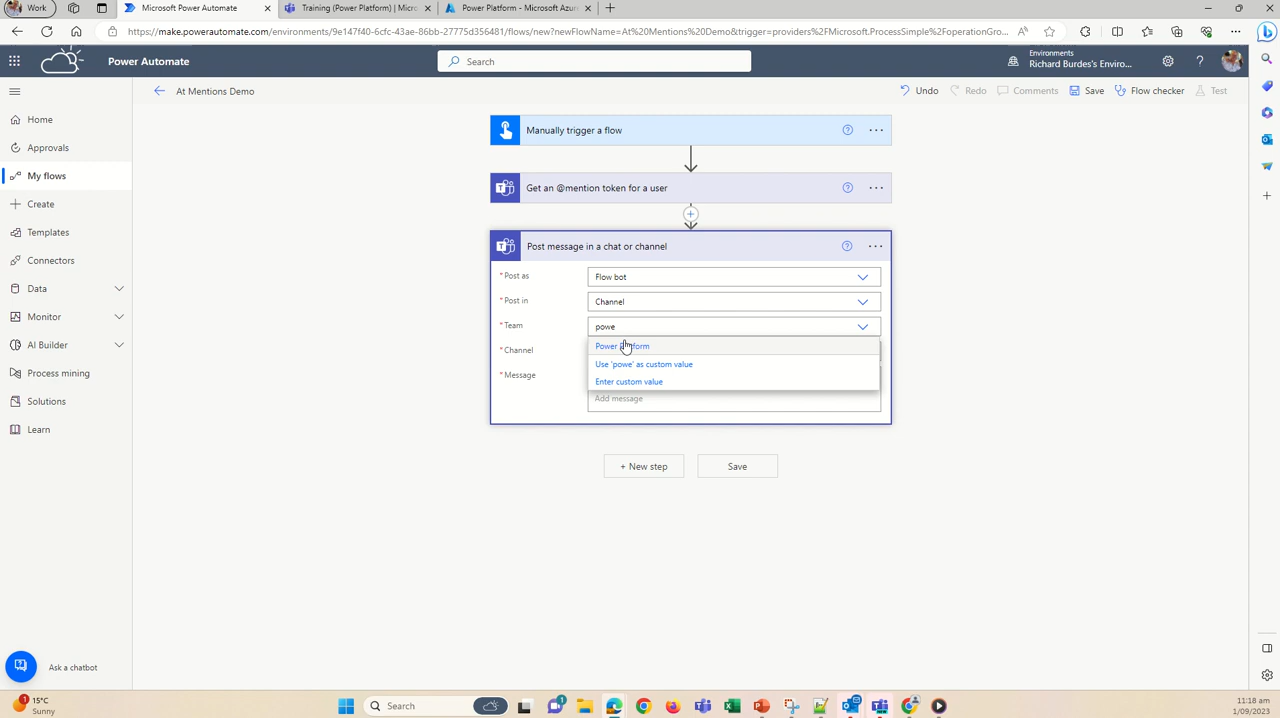 Work
Microsoft Power Automate
Training (Power Platform) | Micro
Power Platform - Microsoft Azure
https://make.powerautomate.com/environments/9e147f40-6cfc-43ae-86bb-27775d356481/flows/new?newFlowName=At%20Mentions%20Demo&trigger=providers%2FMicrosoft.ProcessSimple%2FoperationGro...
Power Automate
Search
Environments
Richard Burdes's Enviro...
At Mentions Demo
Undo
Redo
Comments
Save
Flow checker
Test
Home
Approvals
My flows
Create
Templates
Connectors
Data
Monitor
AI Builder
Process mining
Solutions
Learn
Manually trigger a flow
Get an @mention token for a user
Post message in a chat or channel
* Post as
Flow bot
* Post in
Channel
* Team
powe
* Channel
Power Platform
Use 'powe' as custom value
* Message
Enter custom value
Add message
+ New step
Save
Ask a chatbot
1
15°C
Sunny
Search
1
11:18 am
1/09/2023